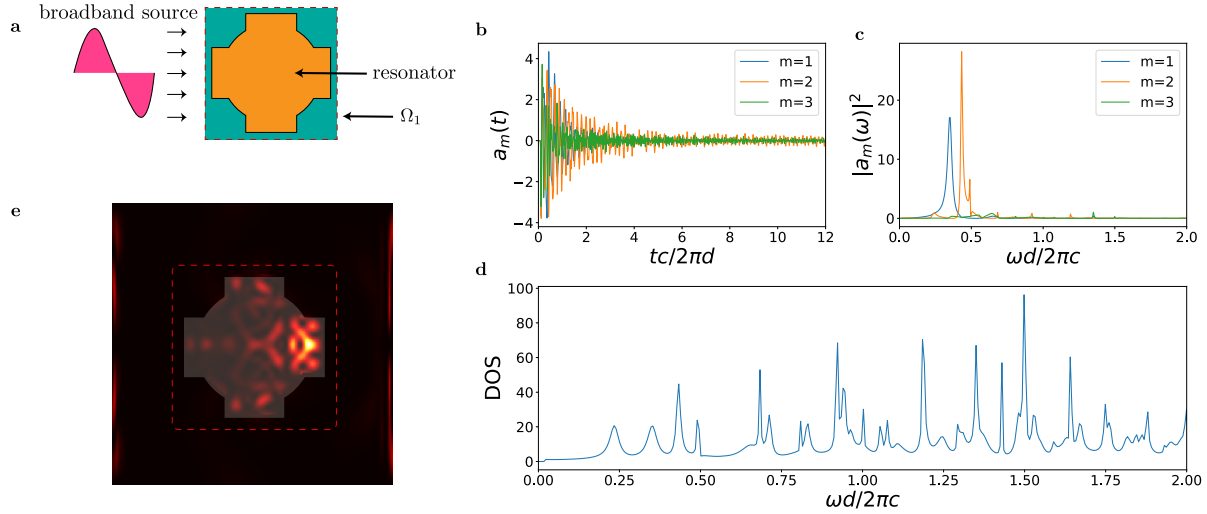 broadband source
a
resonator
Ω₁
b
m=1
m=2
m=3
aₘ(t)
4
2
0
−2
−4
0 2 4 6 8 10 12
tc/2πd
c
m=1
m=2
m=3
|aₘ(ω)|²
20
10
0
0.0 0.5 1.0 1.5 2.0
ωd/2πc
e
d
DOS
100
80
60
40
20
0
0.00 0.25 0.50 0.75 1.00 1.25 1.50 1.75 2.00
ωd/2πc